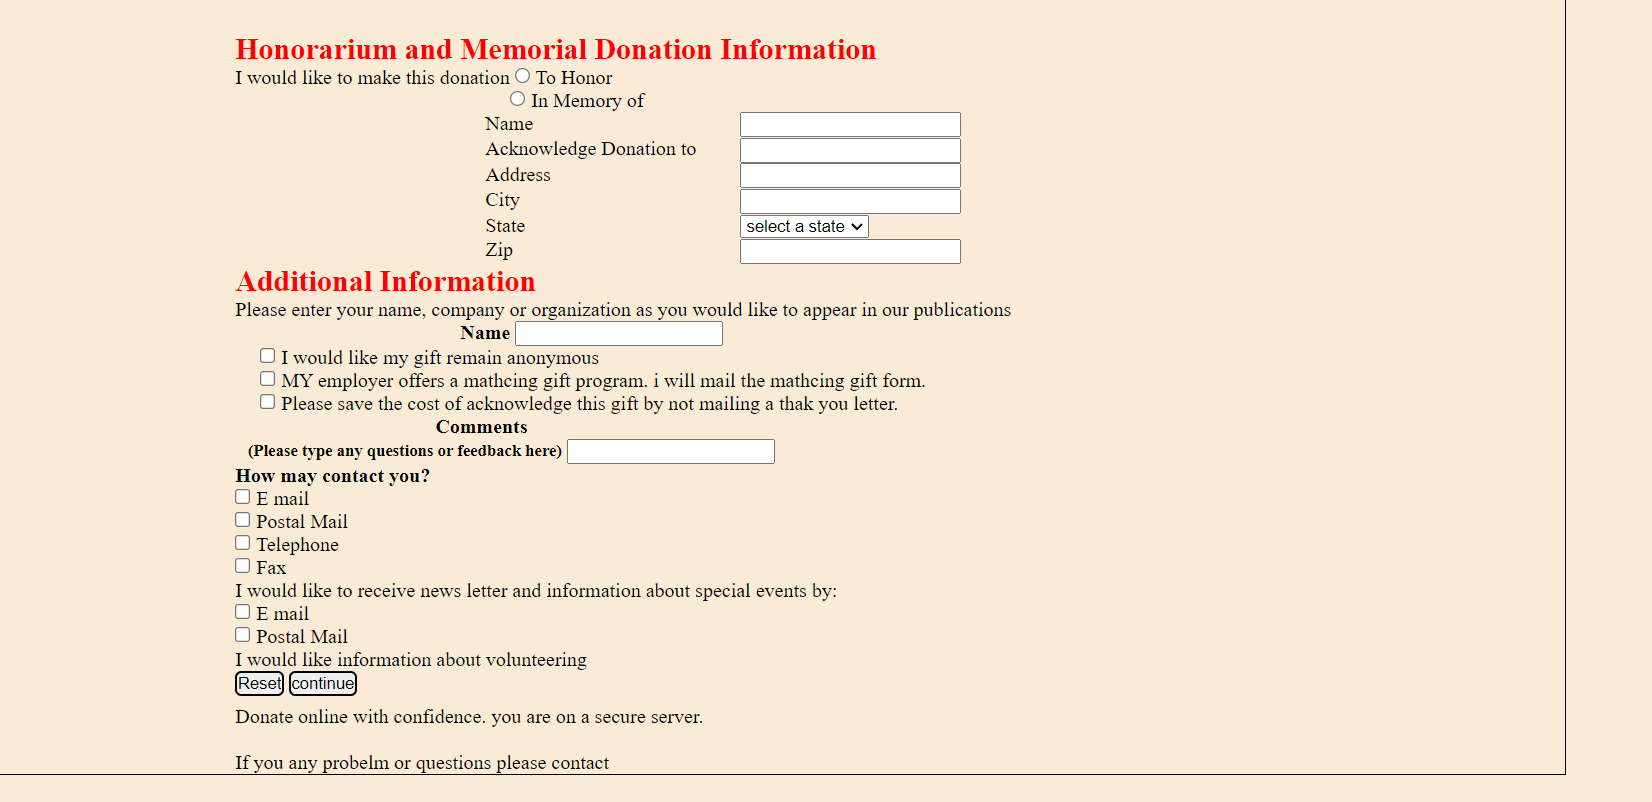 Honorarium and Memorial Donation Information
I would like to make this donation To Honor
In Memory of
Name
Acknowledge Donation to
Address
City
State select a state
Zip
Additional Information
Please enter your name, company or organization as you would like to appear in our publications
Name
I would like my gift remain anonymous
MY employer offers a mathcing gift program. i will mail the mathcing gift form.
Please save the cost of acknowledge this gift by not mailing a thak you letter.
Comments
(Please type any questions or feedback here)
How may contact you?
E mail
Postal Mail
Telephone
Fax
I would like to receive news letter and information about special events by:
E mail
Postal Mail
I would like information about volunteering
Reset continue
Donate online with confidence. you are on a secure server.
If you any probelm or questions please contact